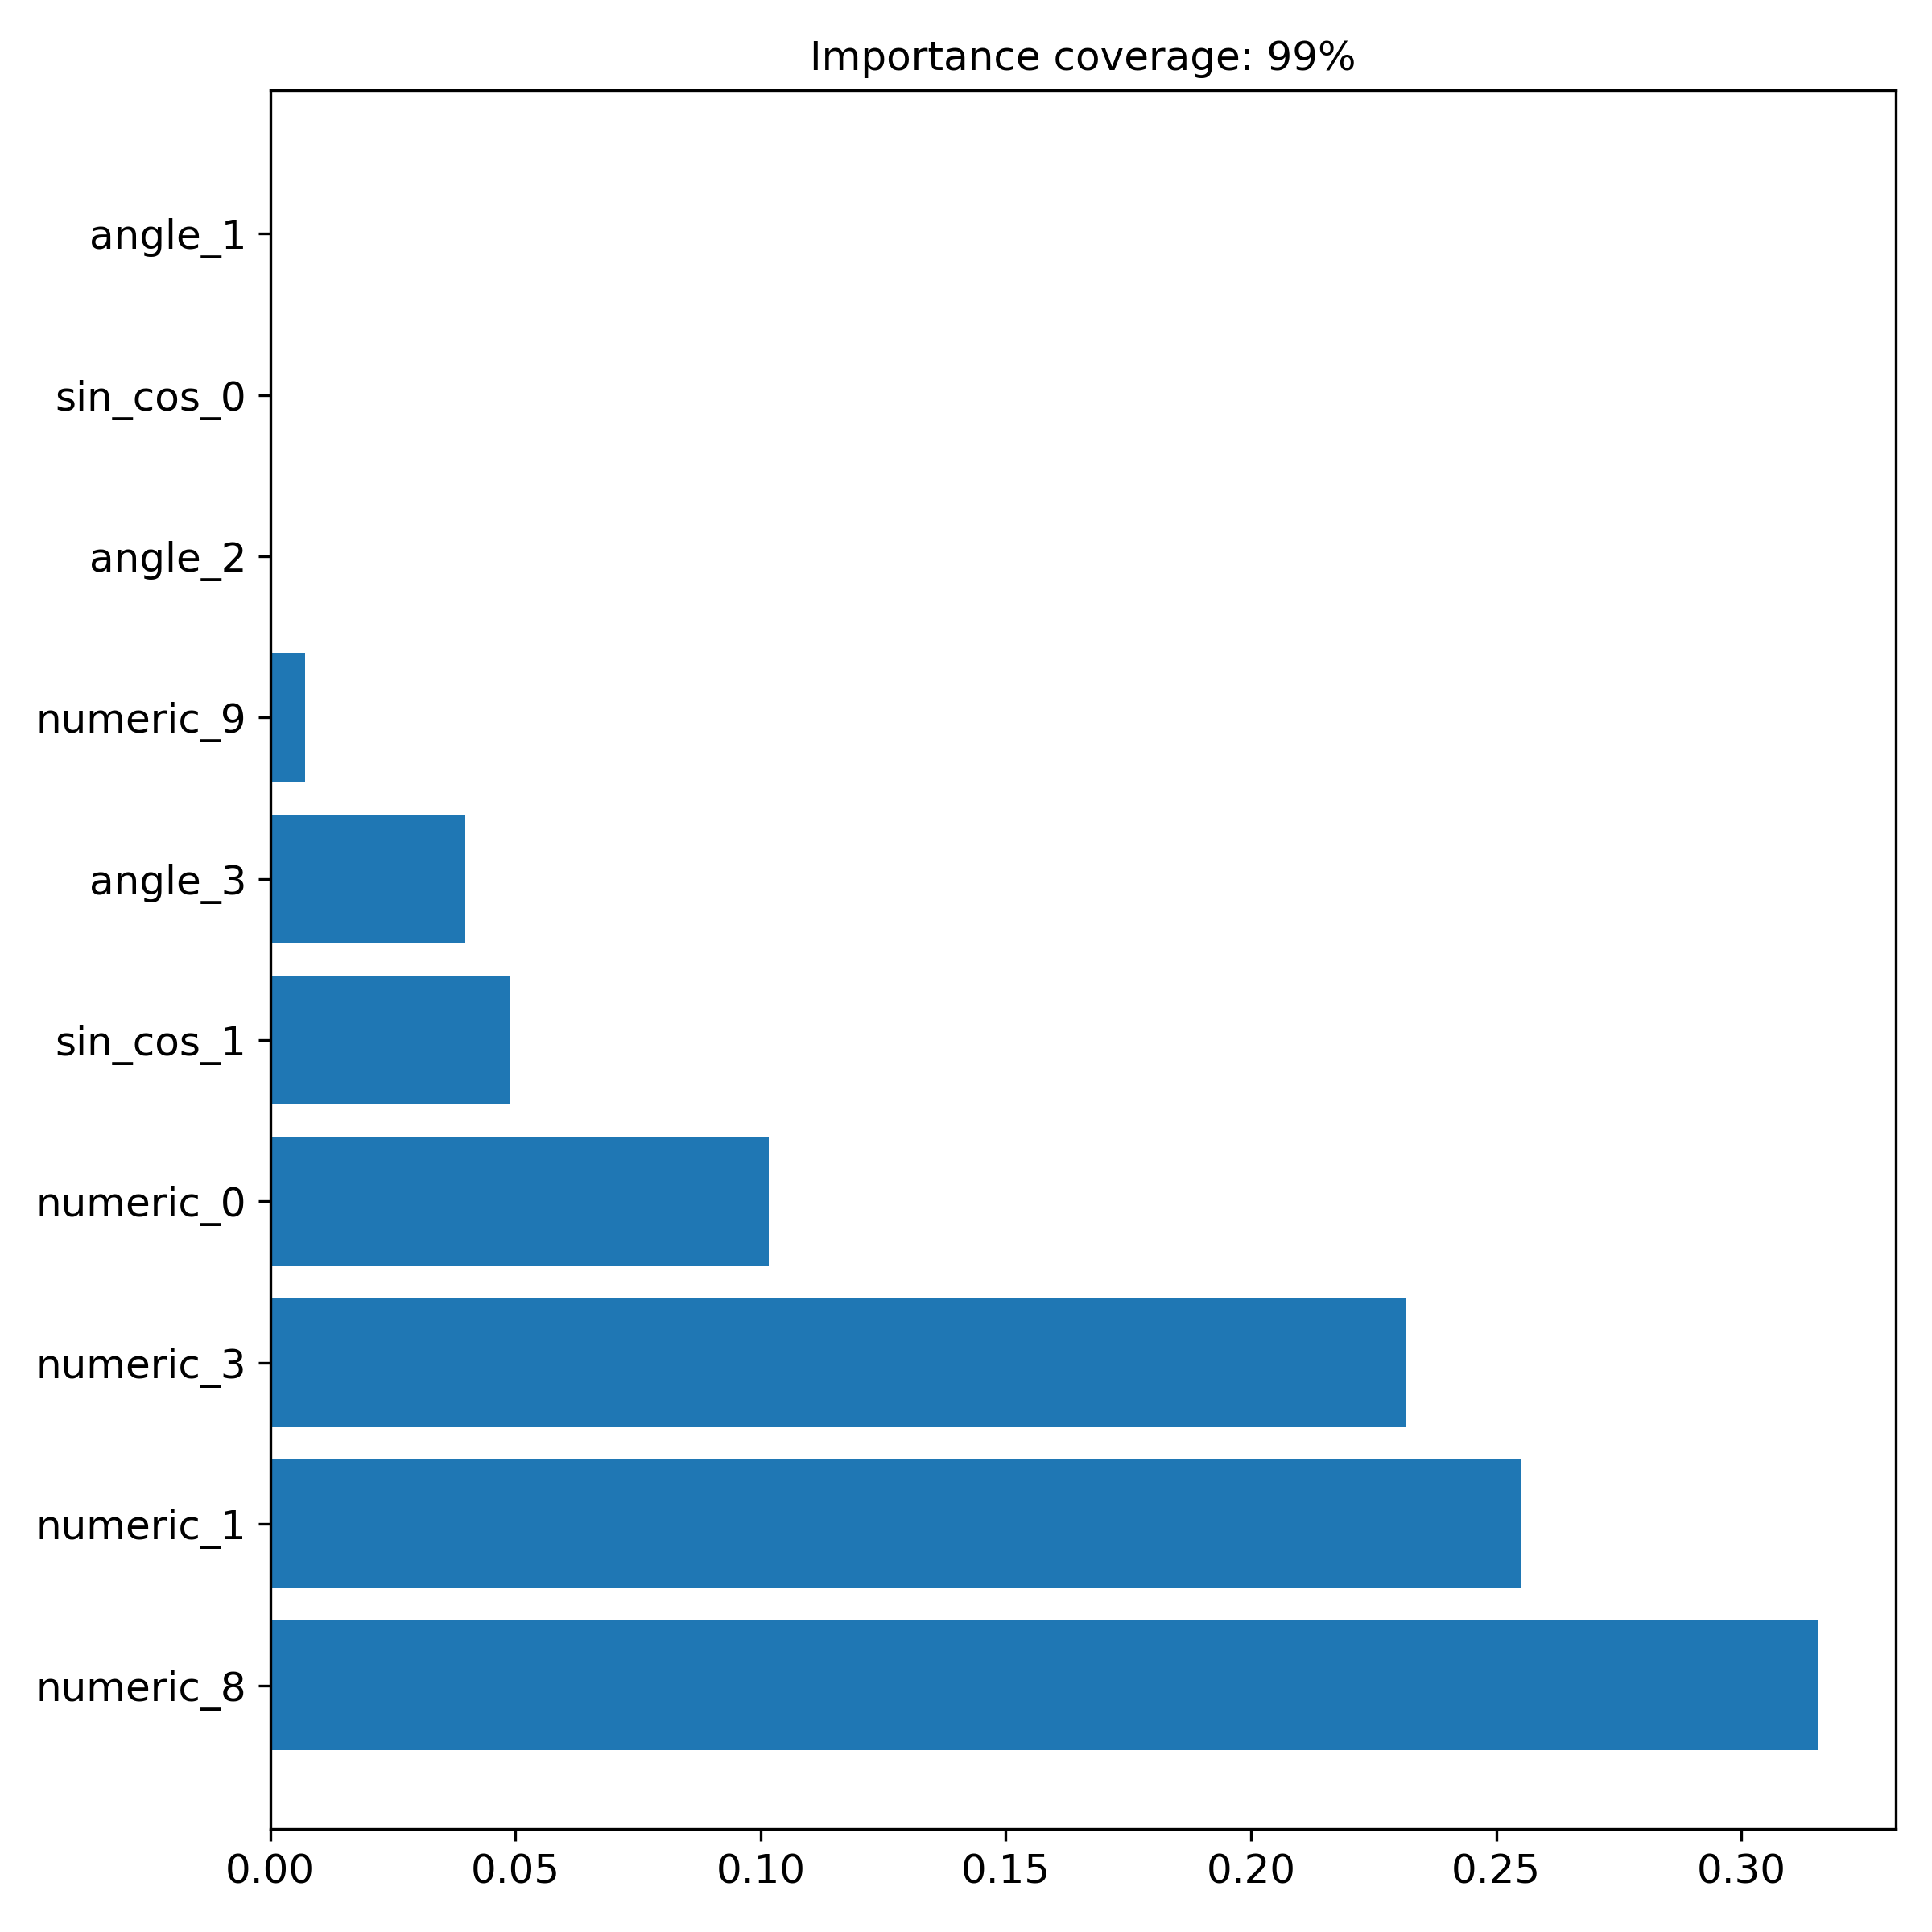 Importance coverage: 99%
angle_1
sin_cos_0
angle_2
numeric_9
angle_3
sin_cos_1
numeric_0
numeric_3
numeric_1
numeric_8
0.00 0.05 0.10 0.15 0.20 0.25 0.30